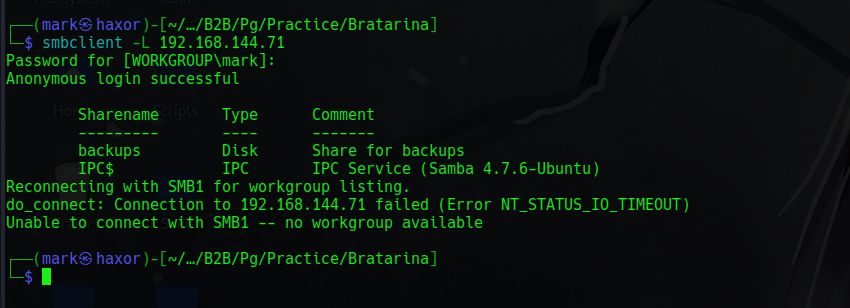 ┌──(mark㉿haxor)-[~/…/B2B/Pg/Practice/Bratarina]
└─$ smbclient -L 192.168.144.71
Password for [WORKGROUP\mark]:
Anonymous login successful
        Sharename       Type      Comment
        ---------       ----      -------
        backups         Disk      Share for backups
        IPC$            IPC       IPC Service (Samba 4.7.6-Ubuntu)
Reconnecting with SMB1 for workgroup listing.
do_connect: Connection to 192.168.144.71 failed (Error NT_STATUS_IO_TIMEOUT)
Unable to connect with SMB1 -- no workgroup available
┌──(mark㉿haxor)-[~/…/B2B/Pg/Practice/Bratarina]
└─$